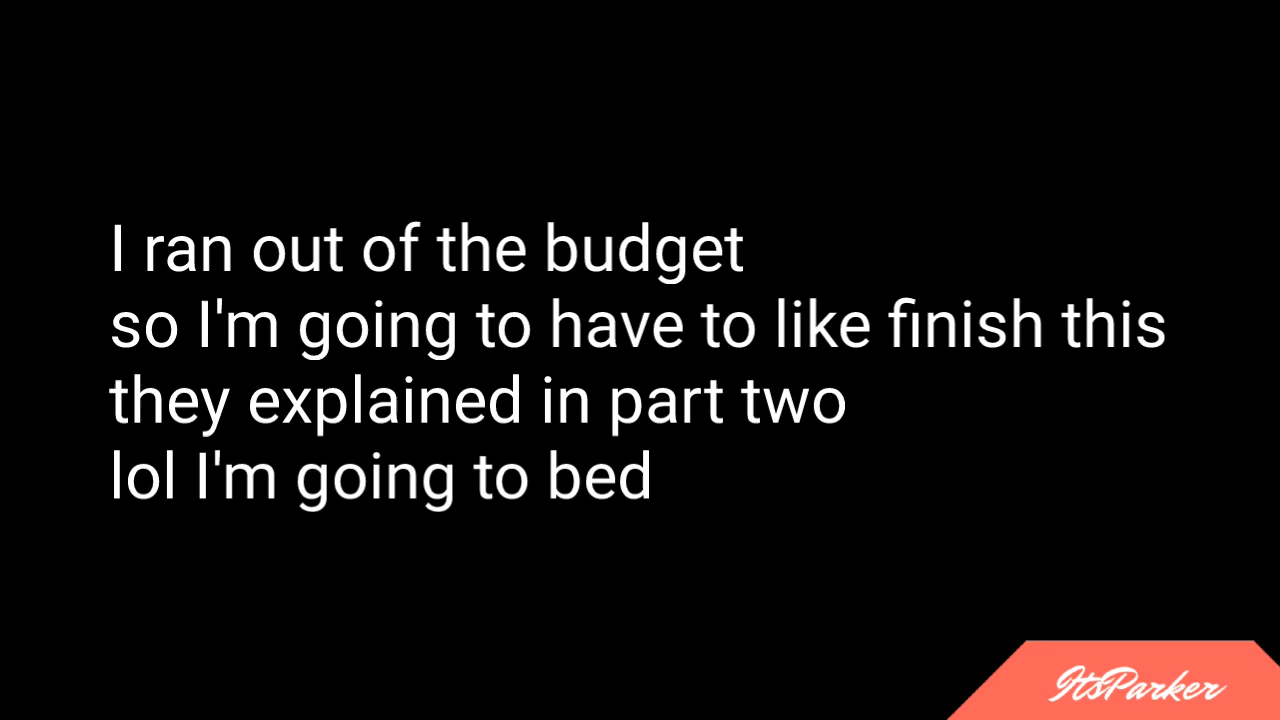 I ran out of the budget
so I'm going to have to like finish this
they explained in part two
lol I'm going to bed
ItsParker